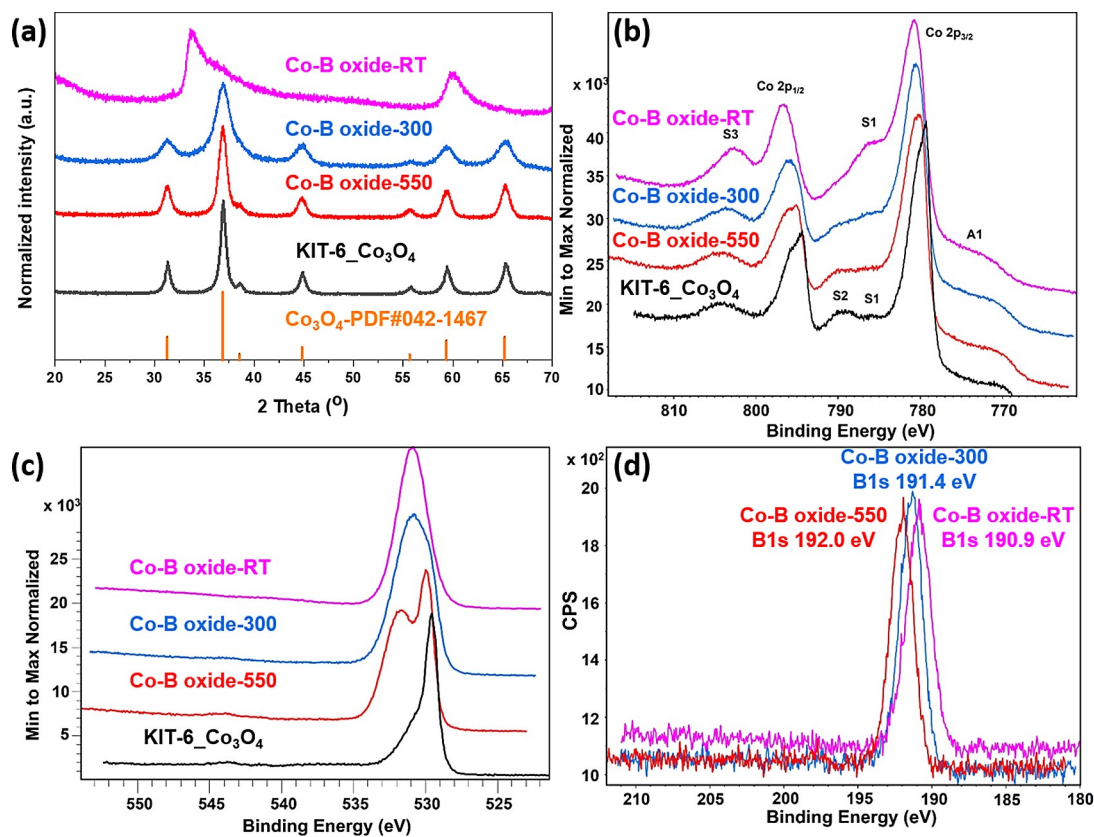 (a)
Normalized intensity (a.u.)
Co-B oxide-RT
Co-B oxide-300
Co-B oxide-550
KIT-6_Co₃O₄
Co₃O₄-PDF#042-1467
20 25 30 35 40 45 50 55 60 65 70
2 Theta (°)
(b)
Min to Max Normalized
x 10³
40
35
30
25
20
15
10
Co 2p₃/₂
Co 2p₁/₂
S3
S1
Co-B oxide-RT
Co-B oxide-300
Co-B oxide-550
KIT-6_Co₃O₄
A1
S2 S1
810 800 790 780 770
Binding Energy (eV)
(c)
Min to Max Normalized
x 10³
25
20
15
10
5
Co-B oxide-RT
Co-B oxide-300
Co-B oxide-550
KIT-6_Co₃O₄
550 545 540 535 530 525
Binding Energy (eV)
(d)
CPS
x 10²
20
18
16
14
12
10
Co-B oxide-300
B1s 191.4 eV
Co-B oxide-550
B1s 192.0 eV
Co-B oxide-RT
B1s 190.9 eV
210 205 200 195 190 185 180
Binding Energy (eV)